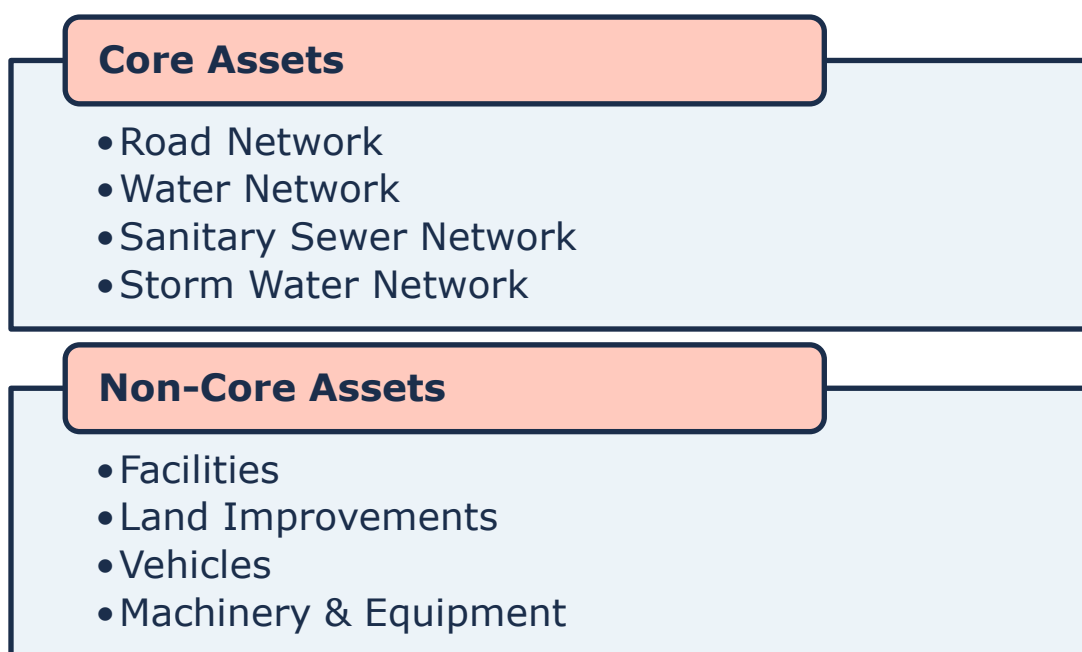 Core Assets
•Road Network
•Water Network
•Sanitary Sewer Network
•Storm Water Network
Non-Core Assets
•Facilities
•Land Improvements
•Vehicles
•Machinery & Equipment